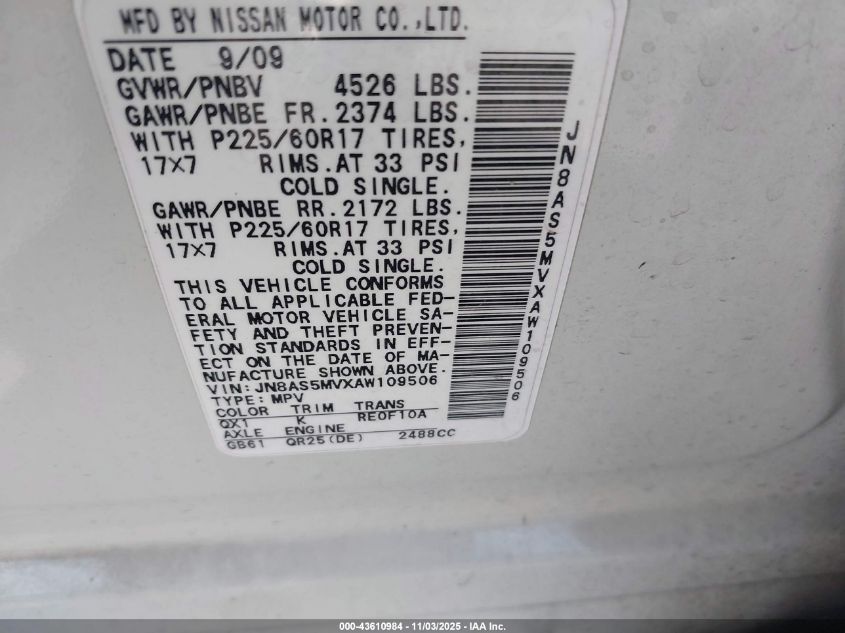 MFD BY NISSAN MOTOR CO.,LTD.
DATE 9/09
GVWR/PNBV 4526 LBS.
GAWR/PNBE FR. 2374 LBS.
WITH P225/60R17 TIRES,
17X7 RIMS.AT 33 PSI
COLD SINGLE.
GAWR/PNBE RR. 2172 LBS.
WITH P225/60R17 TIRES,
17X7 RIMS.AT 33 PSI
COLD SINGLE.
THIS VEHICLE CONFORMS
TO ALL APPLICABLE FED-
ERAL MOTOR VEHICLE SA-
FETY AND THEFT PREVEN-
TION STANDARDS IN EFF-
ECT ON THE DATE OF MA-
NUFACTURE SHOWN ABOVE.
VIN: JN8AS5MVXAW109506
TYPE: MPV
COLOR TRIM TRANS
QX1 K RE0F10A
AXLE ENGINE
GB61 QR25(DE) 2488CC
JN8AS5MVXAW109506
000-43610984 - 11/03/2025 - IAA Inc.